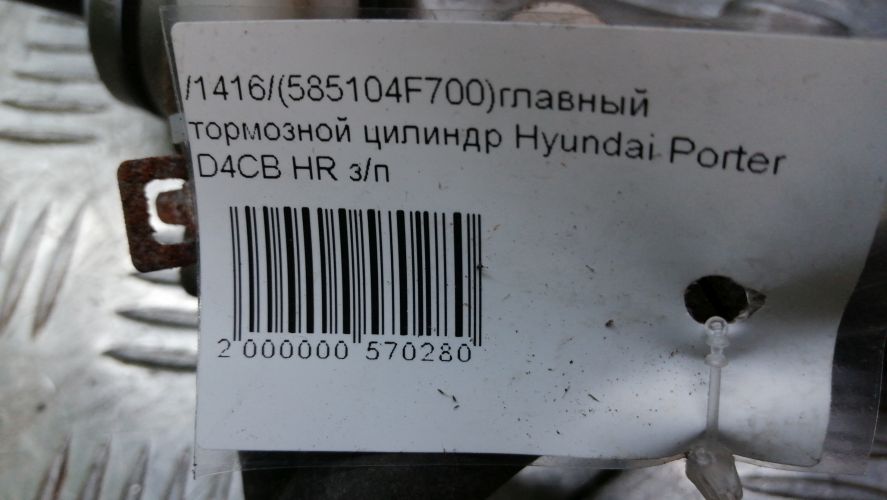 /1416/(585104F700)главный
тормозной цилиндр Hyundai Porter
D4CB HR з/п
2 000000 570280